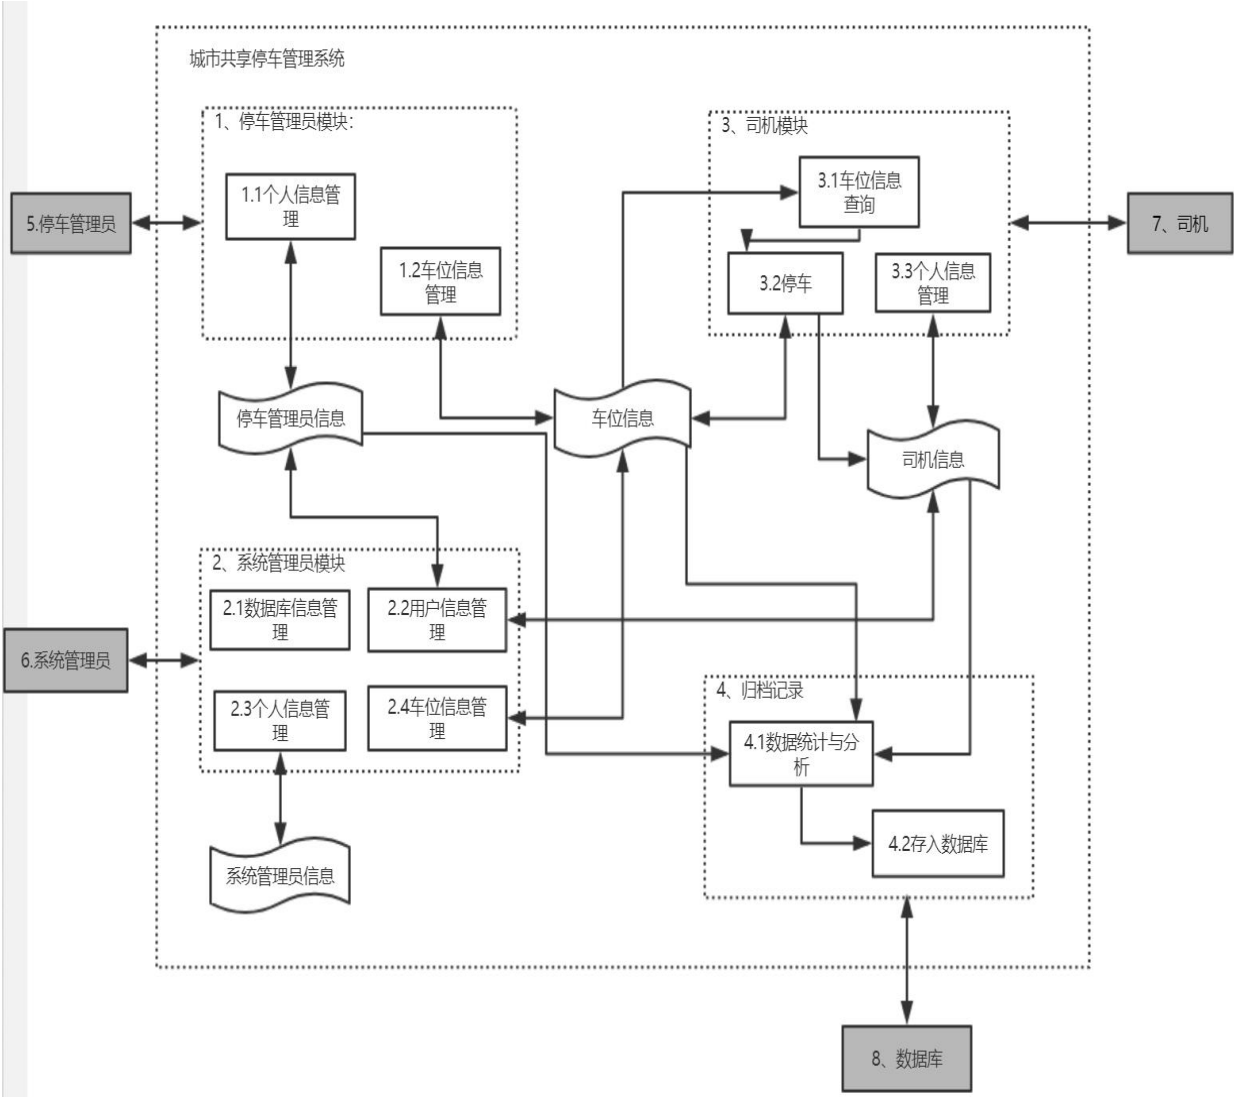 城市共享停车管理系统
1、停车管理员模块:
1.1个人信息管
理
1.2车位信息
管理
3、司机模块
3.1车位信息
查询
3.2停车
3.3个人信息
管理
5.停车管理员
7、司机
停车管理员信息
车位信息
司机信息
2、系统管理员模块
2.1数据库信息管
理
2.2用户信息管
理
6.系统管理员
2.3个人信息管
理
2.4车位信息管
理
系统管理员信息
4、归档记录
4.1数据统计与分
析
4.2存入数据库
8、数据库